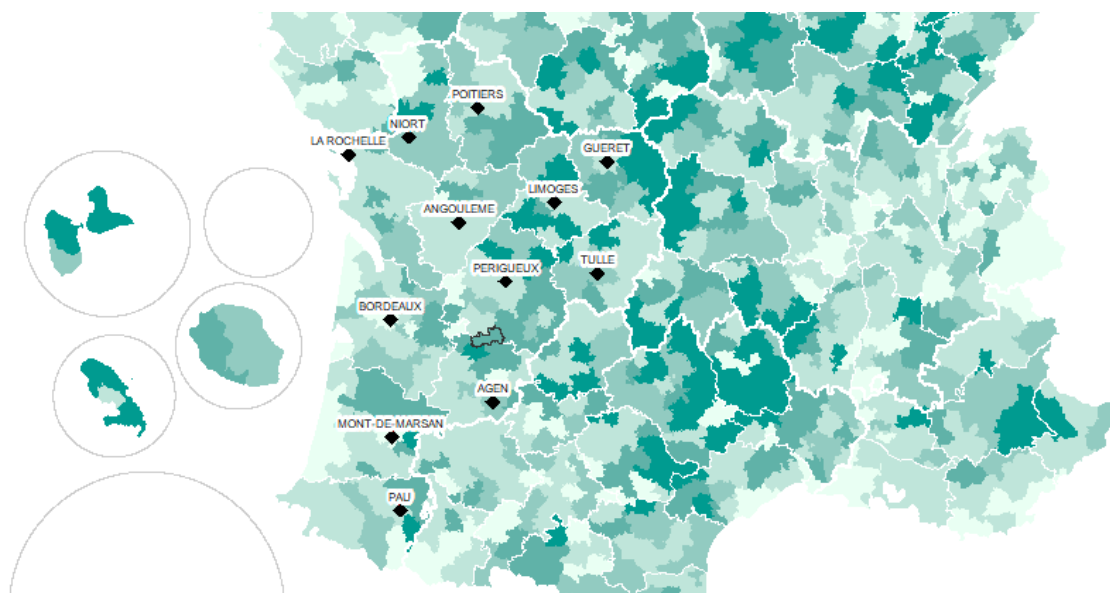 POITIERS
NIORT
LA ROCHELLE
GUERET
LIMOGES
ANGOULEME
PERIGUEUX
TULLE
BORDEAUX
AGEN
MONT-DE-MARSAN
PAU